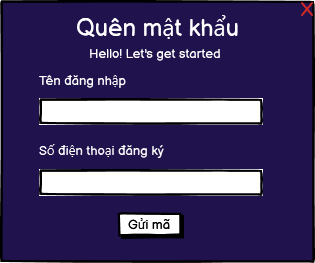 X
Quên mật khẩu
Hello! Let's get started
Tên đăng nhập
Số điện thoại đăng ký
Gửi mã